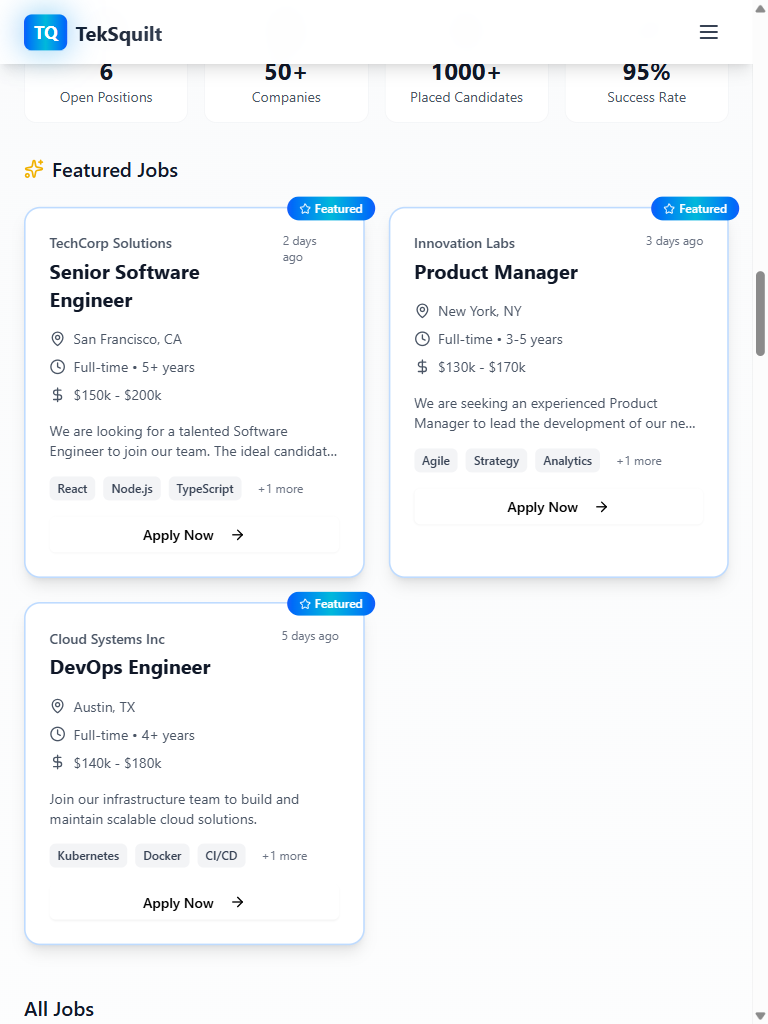 TQ TekSquilt
6
Open Positions
50+
Companies
1000+
Placed Candidates
95%
Success Rate
Featured Jobs
Featured
TechCorp Solutions
2 days
ago
Senior Software
Engineer
San Francisco, CA
Full-time • 5+ years
$150k - $200k
We are looking for a talented Software
Engineer to join our team. The ideal candidat...
React Node.js TypeScript +1 more
Apply Now
Featured
Innovation Labs
3 days ago
Product Manager
New York, NY
Full-time • 3-5 years
$130k - $170k
We are seeking an experienced Product
Manager to lead the development of our ne...
Agile Strategy Analytics +1 more
Apply Now
Featured
Cloud Systems Inc
5 days ago
DevOps Engineer
Austin, TX
Full-time • 4+ years
$140k - $180k
Join our infrastructure team to build and
maintain scalable cloud solutions.
Kubernetes Docker CI/CD +1 more
Apply Now
All Jobs